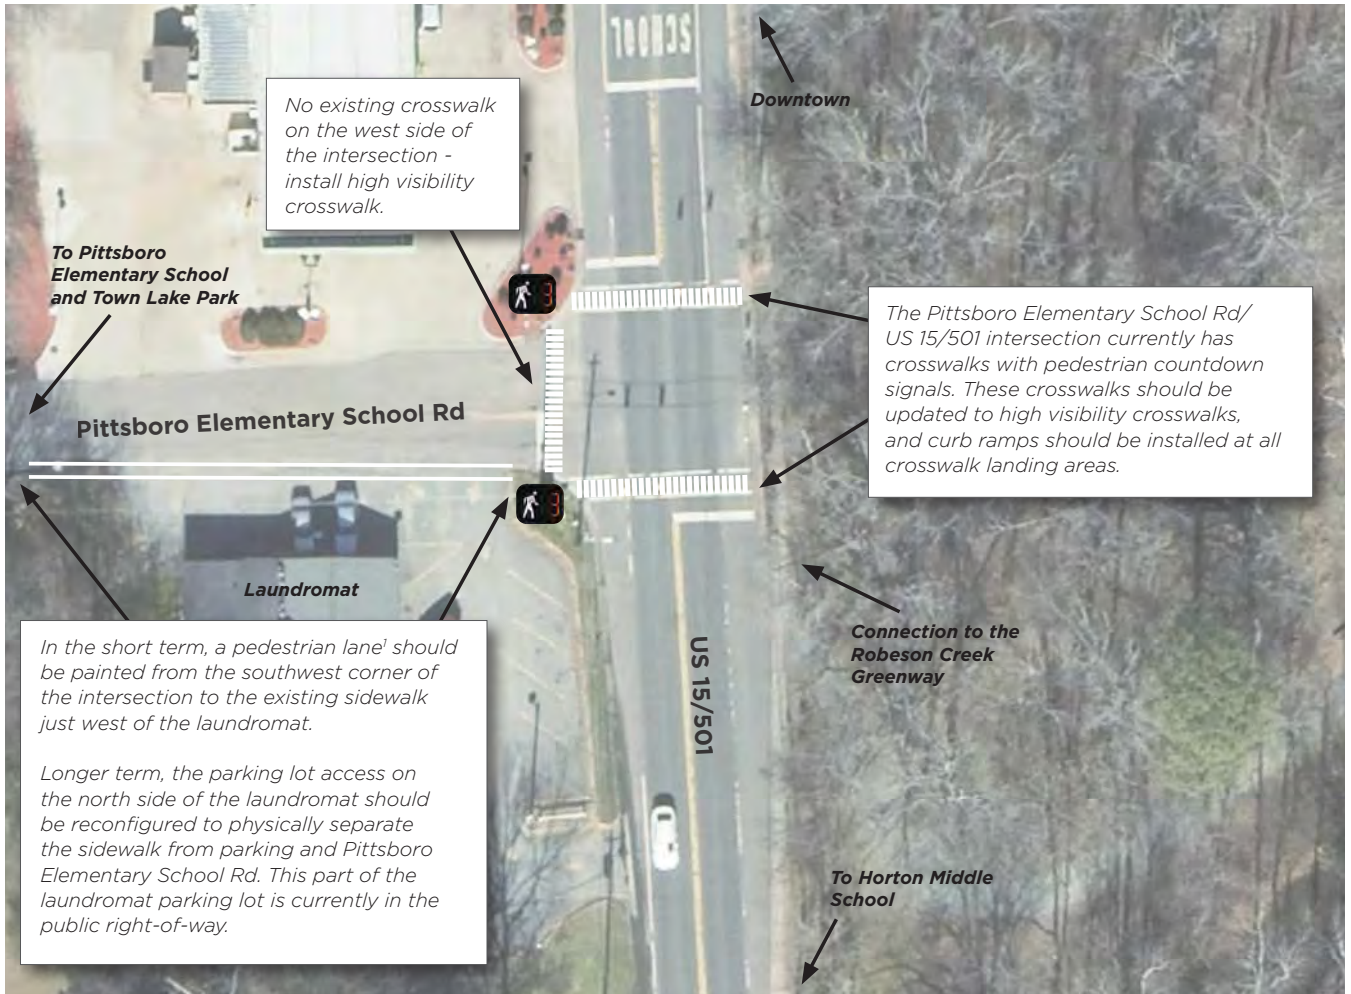 SCHOOL
Downtown
No existing crosswalk
on the west side of
the intersection -
install high visibility
crosswalk.
To Pittsboro
Elementary School
and Town Lake Park
3
The Pittsboro Elementary School Rd/
US 15/501 intersection currently has
crosswalks with pedestrian countdown
signals. These crosswalks should be
updated to high visibility crosswalks,
and curb ramps should be installed at all
crosswalk landing areas.
Pittsboro Elementary School Rd
3
Laundromat
Connection to the
Robeson Creek
Greenway
US 15/501
In the short term, a pedestrian lane¹ should
be painted from the southwest corner of
the intersection to the existing sidewalk
just west of the laundromat.
Longer term, the parking lot access on
the north side of the laundromat should
be reconfigured to physically separate
the sidewalk from parking and Pittsboro
Elementary School Rd. This part of the
laundromat parking lot is currently in the
public right-of-way.
To Horton Middle
School